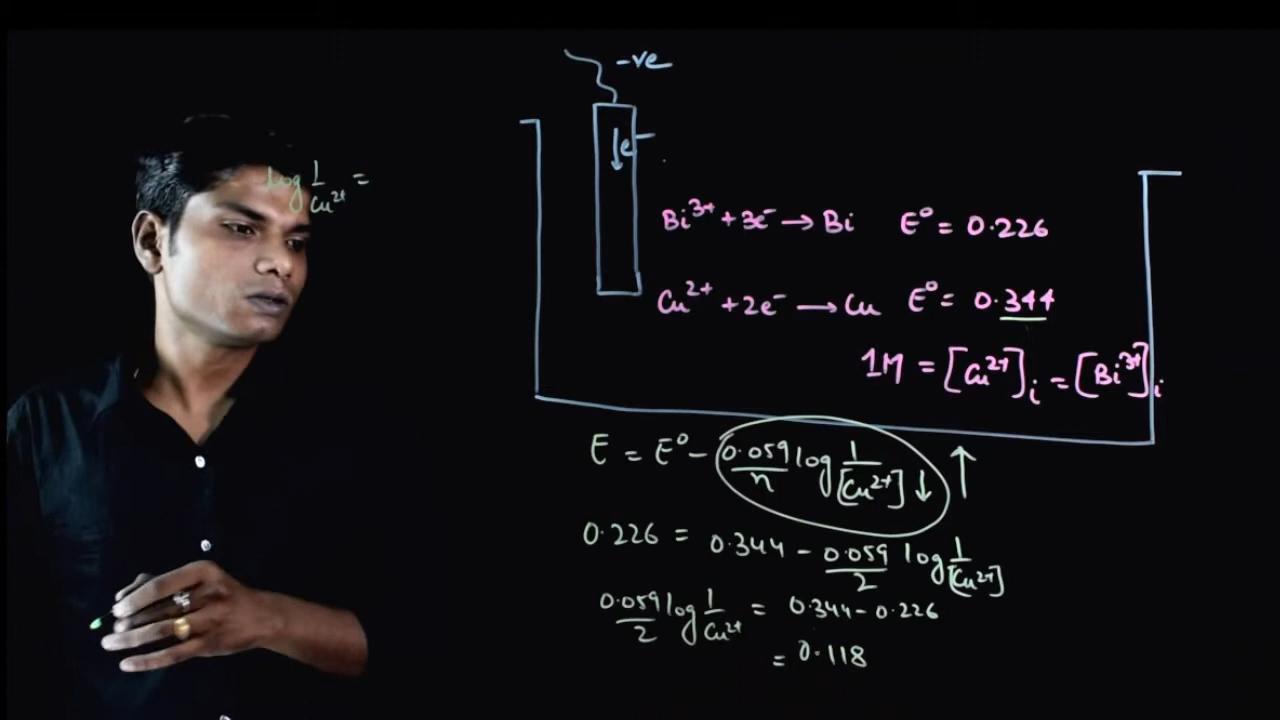 -ve
e⁻
log 1/Cu²⁺ =
Bi³⁺ + 3e⁻ → Bi E° = 0.226
Cu²⁺ + 2e⁻ → Cu E° = 0.344
1M = [Cu²⁺]i = [Bi³⁺]i
E = E° - 0.059/n log 1/[Cu²⁺] ↓ ↑
0.226 = 0.344 - 0.059/2 log 1/[Cu²⁺]
0.059/2 log 1/Cu²⁺ = 0.344 - 0.226
= 0.118